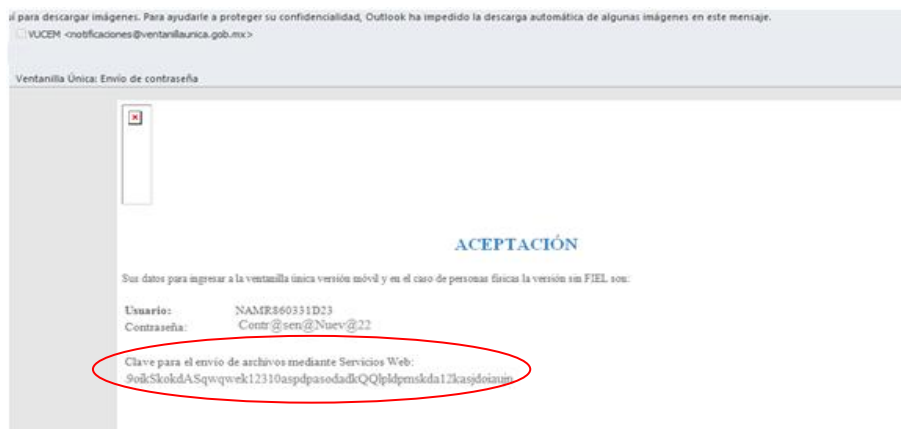 í para descargar imágenes. Para ayudarle a proteger su confidencialidad, Outlook ha impedido la descarga automática de algunas imágenes en este mensaje.
VUCEM <notificaciones@ventanillaunica.gob.mx>
Ventanilla Única: Envío de contraseña
ACEPTACIÓN
Sus datos para ingresar a la ventanilla única versión móvil y en el caso de personas físicas la versión sin FIEL son:
Usuario: NAMR860331D23
Contraseña: Contr@sen@Nuev@22
Clave para el envío de archivos mediante Servicios Web: